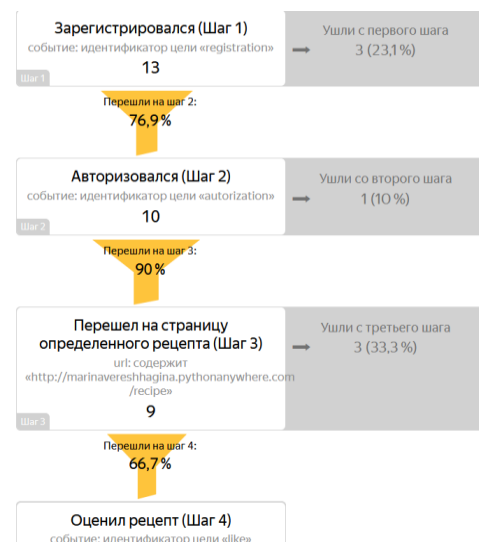 Зарегистрировался (Шаг 1)
событие: идентификатор цели «registration»
13
Шаг 1
Ушли с первого шага
3 (23,1 %)
Перешли на шаг 2:
76,9 %
Авторизовался (Шаг 2)
событие: идентификатор цели «autorization»
10
Шаг 2
Ушли со второго шага
1 (10 %)
Перешли на шаг 3:
90 %
Перешел на страницу
определенного рецепта (Шаг 3)
url: содержит
«http://marinavereshhagina.pythonanywhere.com
/recipe»
9
Шаг 3
Ушли с третьего шага
3 (33,3 %)
Перешли на шаг 4:
66,7 %
Оценил рецепт (Шаг 4)
событие: идентификатор цели «like»